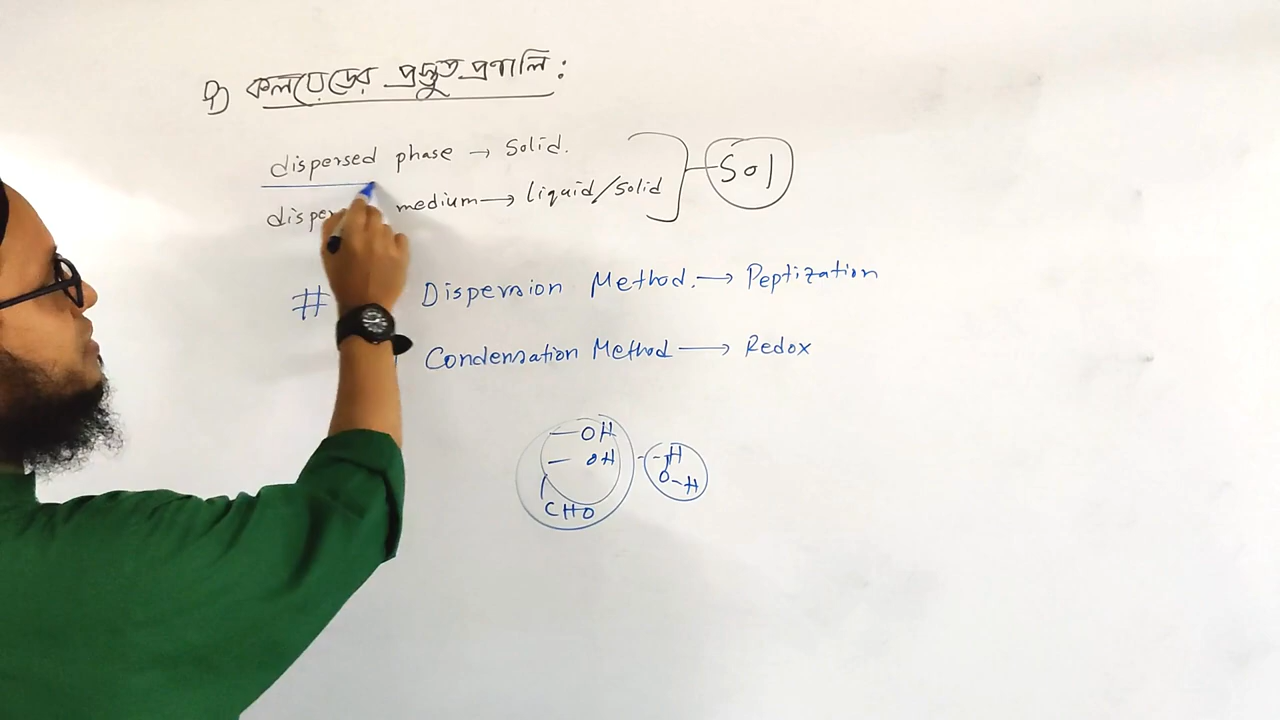 কলয়েডের প্রস্তুত প্রণালি :
dispersed phase → Solid.
medium → liquid/Solid
Sol
# Dispersion Method. → Peptization
Condensation Method → Redox
— OH
— OH - - H
O - H
CHO